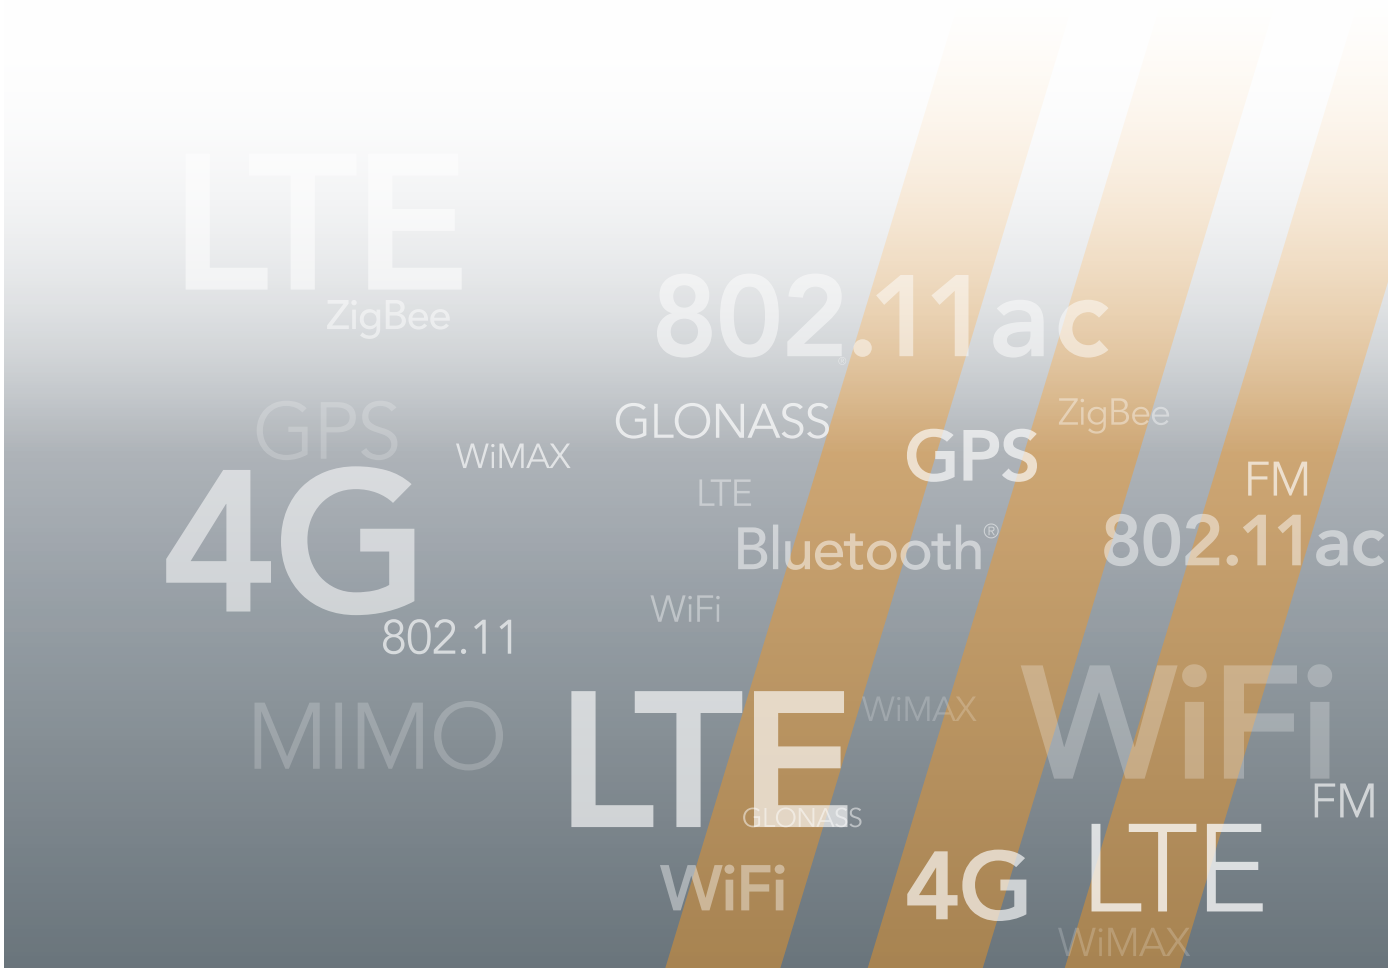 LTE
ZigBee
802.11ac
GPS
GLONASS
ZigBee
WiMAX
GPS
FM
4G
LTE
Bluetooth®
802.11ac
WiFi
802.11
MIMO
LTE
WiMAX
WiFi
GLONASS
FM
WiFi
4G
LTE
WiMAX